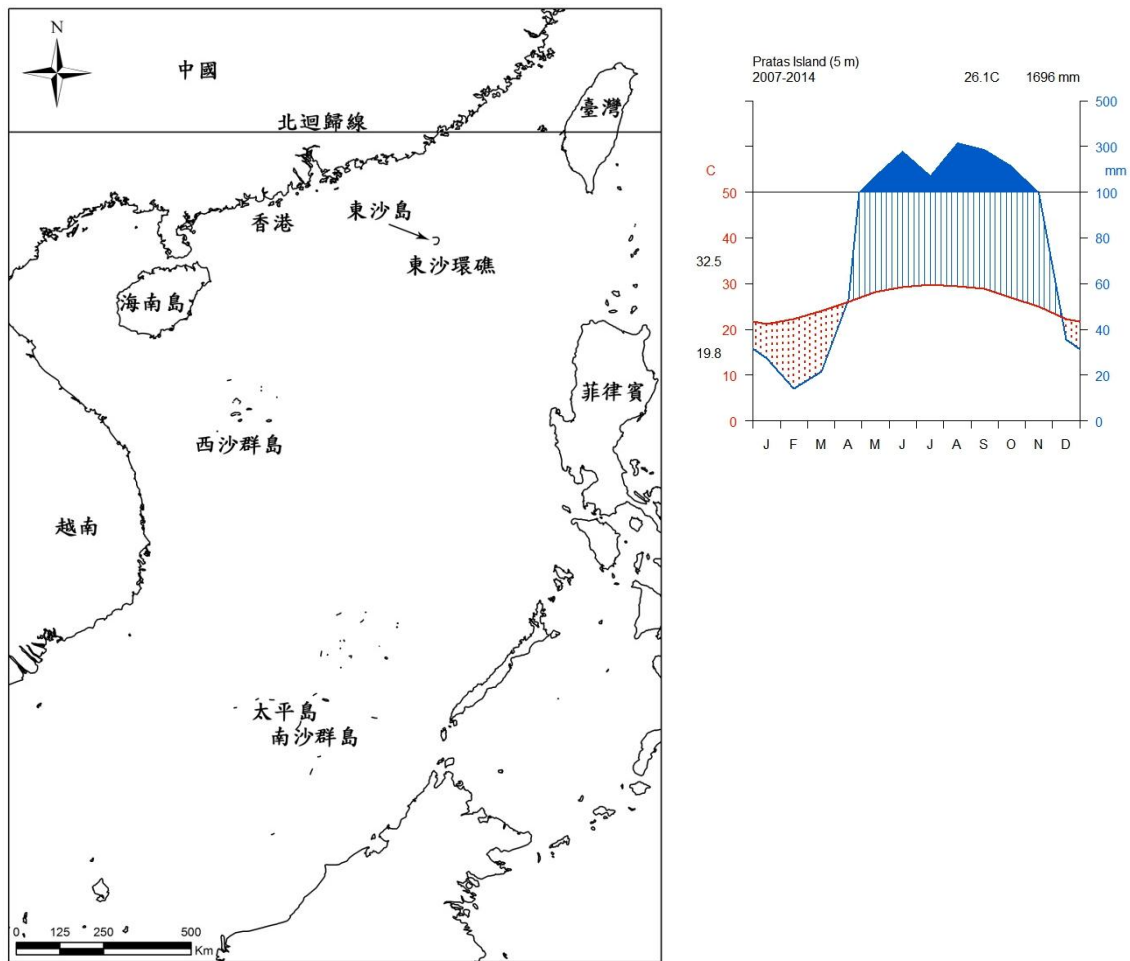 N
中國
北迴歸線
臺灣
香港
東沙島
東沙環礁
海南島
菲律賓
西沙群島
越南
太平島
南沙群島
0 125 250 500
Km
Pratas Island (5 m)
2007-2014 26.1C 1696 mm
500
300
C mm
50 100
40 80
32.5
30 60
20 40
19.8
10 20
0 0
J F M A M J J A S O N D